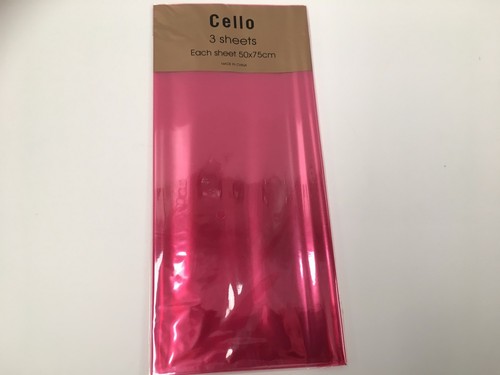 Cello
3 sheets
Each sheet 50x75cm